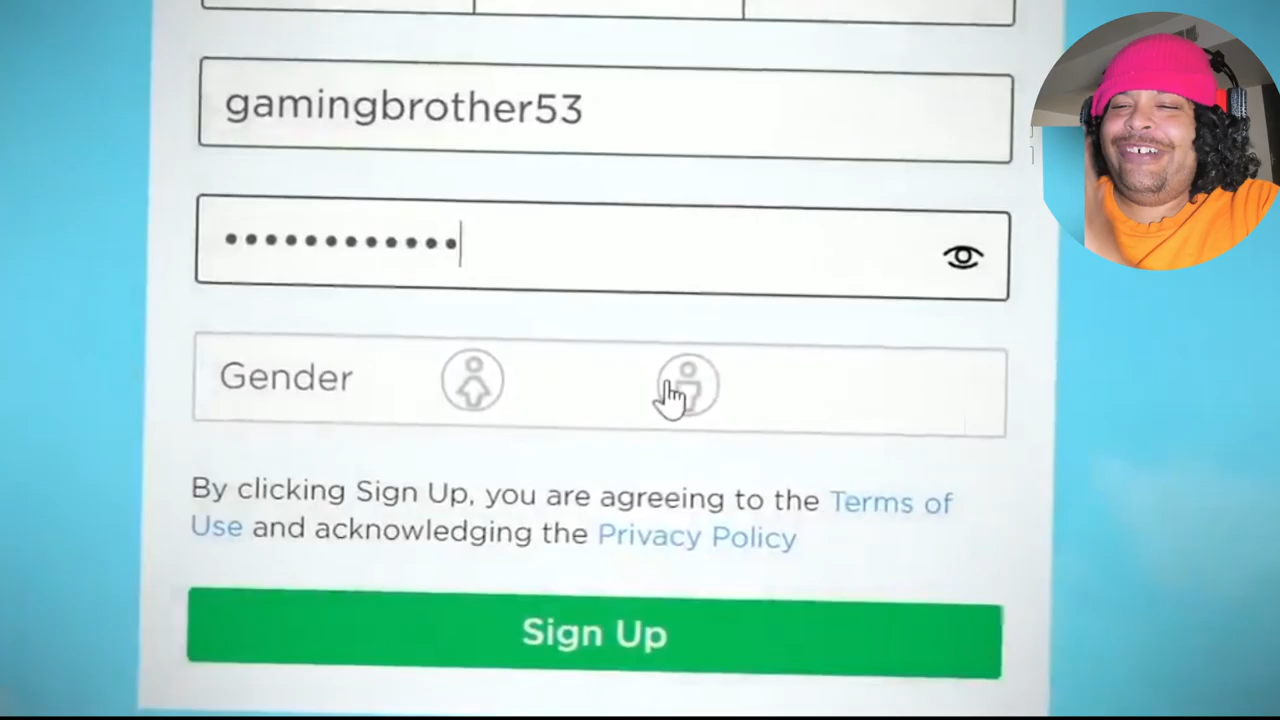 gamingbrother53
••••••••••••
Gender
By clicking Sign Up, you are agreeing to the Terms of
Use and acknowledging the Privacy Policy
Sign Up